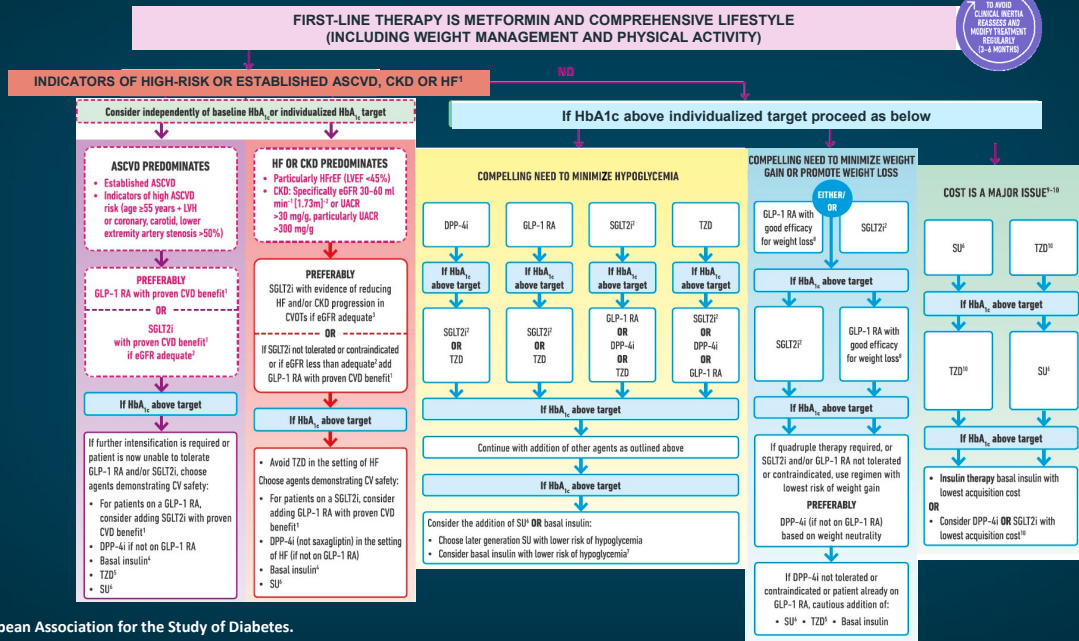 FIRST-LINE THERAPY IS METFORMIN AND COMPREHENSIVE LIFESTYLE
(INCLUDING WEIGHT MANAGEMENT AND PHYSICAL ACTIVITY)
TO AVOID
CLINICAL INERTIA
REASSESS AND
MODIFY TREATMENT
REGULARLY
(3–6 MONTHS)
INDICATORS OF HIGH-RISK OR ESTABLISHED ASCVD, CKD OR HF¹
NO
Consider independently of baseline HbA1c or individualized HbA1c target
If HbA1c above individualized target proceed as below
ASCVD PREDOMINATES
• Established ASCVD
• Indicators of high ASCVD
risk (age ≥55 years + LVH
or coronary, carotid, lower
extremity artery stenosis >50%)
PREFERABLY
GLP-1 RA with proven CVD benefit¹
OR
SGLT2i
with proven CVD benefit¹
if eGFR adequate²
If HbA1c above target
If further intensification is required or
patient is now unable to tolerate
GLP-1 RA and/or SGLT2i, choose
agents demonstrating CV safety:
• For patients on a GLP-1 RA,
consider adding SGLT2i with proven
CVD benefit¹
• DPP-4i if not on GLP-1 RA
• Basal insulin⁴
• TZD⁵
• SU⁶
HF OR CKD PREDOMINATES
• Particularly HFrEF (LVEF <45%)
• CKD: Specifically eGFR 30-60 ml
min⁻¹ [1.73m]⁻² or UACR
>30 mg/g, particularly UACR
>300 mg/g
PREFERABLY
SGLT2i with evidence of reducing
HF and/or CKD progression in
CVOTs if eGFR adequate³
OR
If SGLT2i not tolerated or contraindicated
or if eGFR less than adequate² add
GLP-1 RA with proven CVD benefit¹
If HbA1c above target
• Avoid TZD in the setting of HF
Choose agents demonstrating CV safety:
• For patients on a SGLT2i, consider
adding GLP-1 RA with proven CVD
benefit¹
• DPP-4i (not saxagliptin) in the setting
of HF (if not on GLP-1 RA)
• Basal insulin⁴
• SU⁶
COMPELLING NEED TO MINIMIZE HYPOGLYCEMIA
DPP-4i
GLP-1 RA
SGLT2i²
TZD
If HbA1c
above target
If HbA1c
above target
If HbA1c
above target
If HbA1c
above target
SGLT2i²
OR
TZD
SGLT2i²
OR
TZD
GLP-1 RA
OR
DPP-4i
OR
TZD
SGLT2i²
OR
DPP-4i
OR
GLP-1 RA
If HbA1c above target
Continue with addition of other agents as outlined above
If HbA1c above target
Consider the addition of SU⁶ OR basal insulin:
• Choose later generation SU with lower risk of hypoglycemia
• Consider basal insulin with lower risk of hypoglycemia⁷
COMPELLING NEED TO MINIMIZE WEIGHT
GAIN OR PROMOTE WEIGHT LOSS
EITHER/
OR
GLP-1 RA with
good efficacy
for weight loss⁸
SGLT2i²
If HbA1c above target
SGLT2i²
GLP-1 RA with
good efficacy
for weight loss⁸
If HbA1c above target
If quadruple therapy required, or
SGLT2i and/or GLP-1 RA not tolerated
or contraindicated, use regimen with
lowest risk of weight gain
PREFERABLY
DPP-4i (if not on GLP-1 RA)
based on weight neutrality
If DPP-4i not tolerated or
contraindicated or patient already on
GLP-1 RA, cautious addition of:
• SU⁶ • TZD⁵ • Basal insulin
COST IS A MAJOR ISSUE⁹⁻¹⁰
SU⁶
TZD¹⁰
If HbA1c above target
TZD¹⁰
SU⁶
If HbA1c above target
• Insulin therapy basal insulin with
lowest acquisition cost
OR
• Consider DPP-4i OR SGLT2i with
lowest acquisition cost¹⁰
pean Association for the Study of Diabetes.